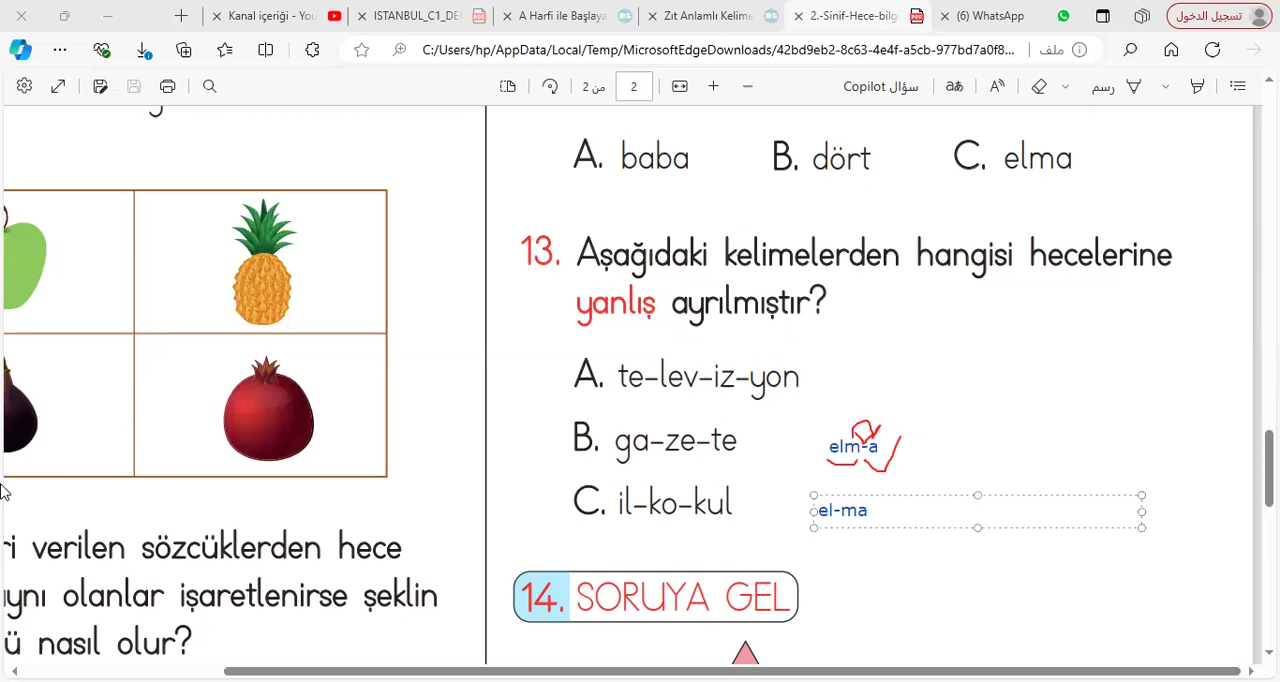 Kanal içeriği - You
ISTANBUL_C1_DEI
A Harfi ile Başlaya
Zıt Anlamlı Kelime
2.-Sinif-Hece-bilg
(6) WhatsApp
تسجيل الدخول
C:/Users/hp/AppData/Local/Temp/MicrosoftEdgeDownloads/42bd9eb2-8c63-4e4f-a5cb-977bd7a0f8...
ملف
2 من
2
سؤال Copilot
رسم
A. baba B. dört C. elma
13. Aşağıdaki kelimelerden hangisi hecelerine
yanlış ayrılmıştır?
A. te-lev-iz-yon
B. ga-ze-te
elm-a
C. il-ko-kul
el-ma
ri verilen sözcüklerden hece
aynı olanlar işaretlenirse şeklin
ü nasıl olur?
14. SORUYA GEL